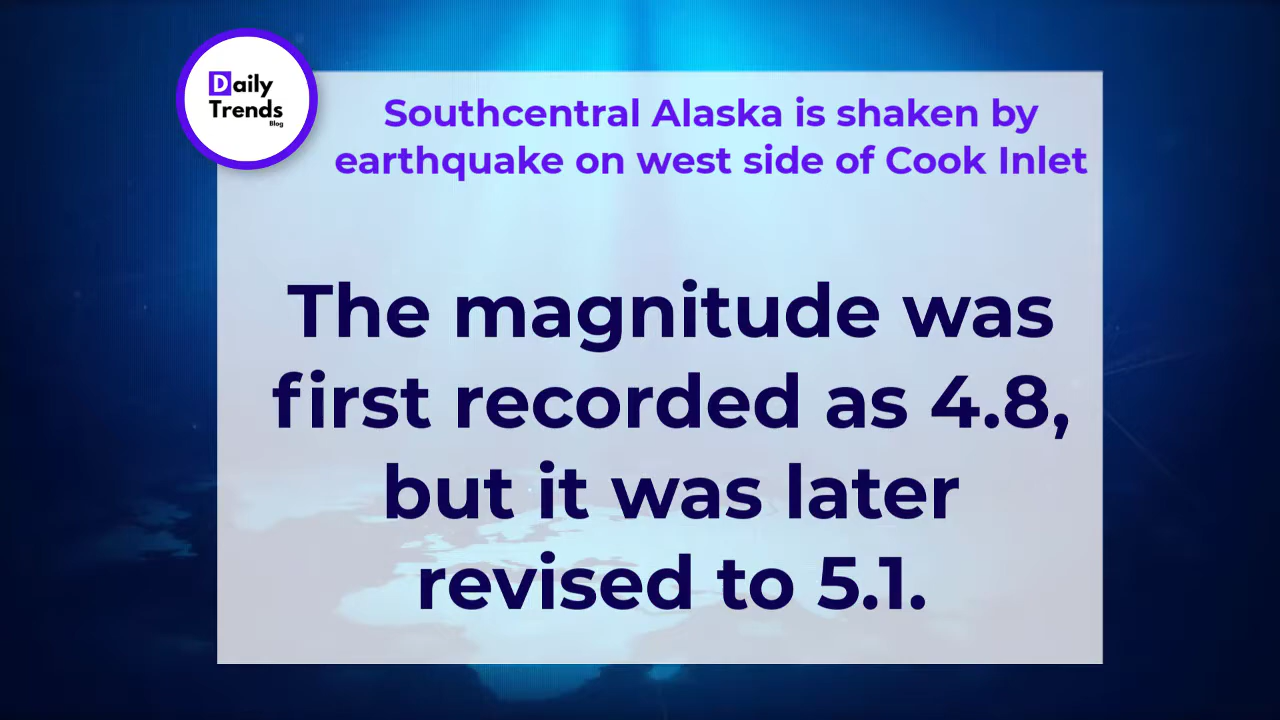 Daily
Trends
Blog
Southcentral Alaska is shaken by
earthquake on west side of Cook Inlet
The magnitude was
first recorded as 4.8,
but it was later
revised to 5.1.